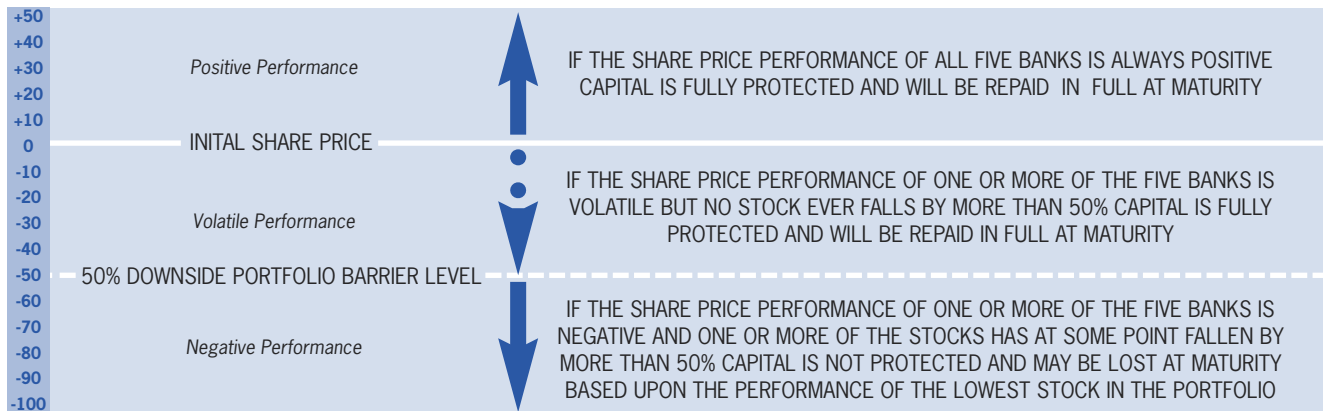 +50
+40
+30
+20
+10
0
-10
-20
-30
-40
-50
-60
-70
-80
-90
-100
Positive Performance
IF THE SHARE PRICE PERFORMANCE OF ALL FIVE BANKS IS ALWAYS POSITIVE
CAPITAL IS FULLY PROTECTED AND WILL BE REPAID IN FULL AT MATURITY
INITAL SHARE PRICE
Volatile Performance
IF THE SHARE PRICE PERFORMANCE OF ONE OR MORE OF THE FIVE BANKS IS
VOLATILE BUT NO STOCK EVER FALLS BY MORE THAN 50% CAPITAL IS FULLY
PROTECTED AND WILL BE REPAID IN FULL AT MATURITY
50% DOWNSIDE PORTFOLIO BARRIER LEVEL
Negative Performance
IF THE SHARE PRICE PERFORMANCE OF ONE OR MORE OF THE FIVE BANKS IS
NEGATIVE AND ONE OR MORE OF THE STOCKS HAS AT SOME POINT FALLEN BY
MORE THAN 50% CAPITAL IS NOT PROTECTED AND MAY BE LOST AT MATURITY
BASED UPON THE PERFORMANCE OF THE LOWEST STOCK IN THE PORTFOLIO